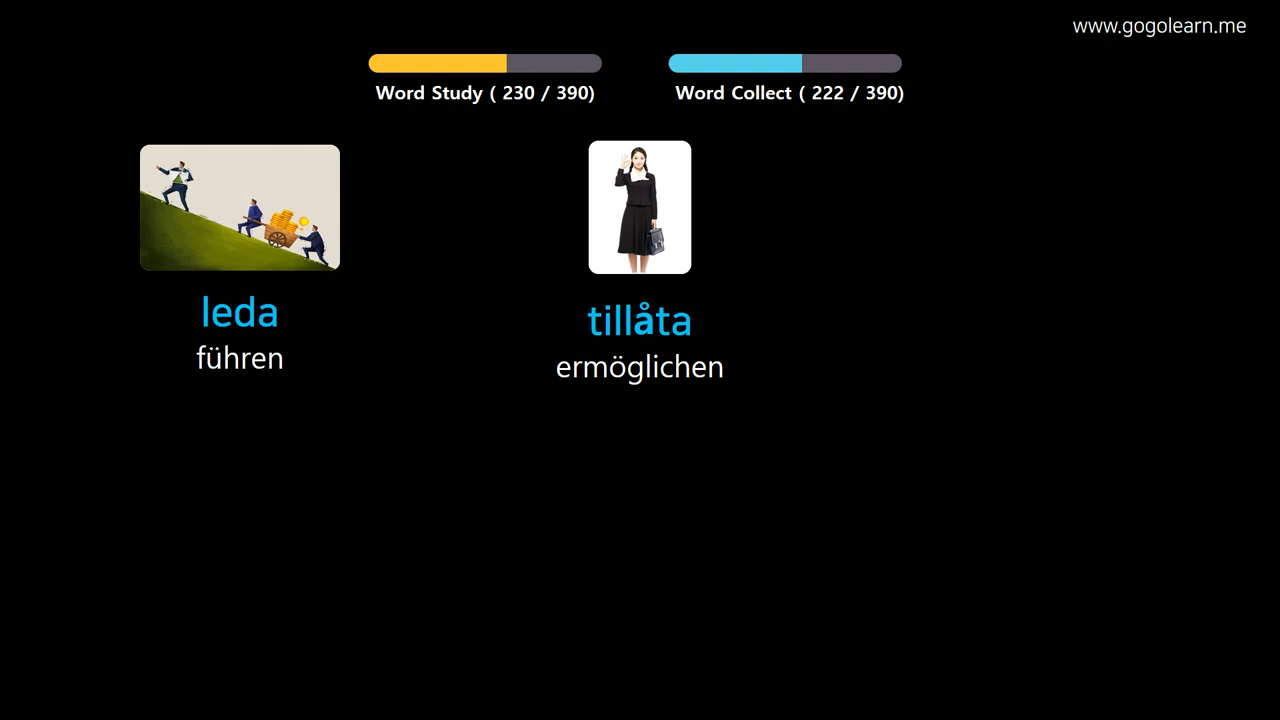 www.gogolearn.me
Word Study ( 230 / 390)
Word Collect ( 222 / 390)
leda
führen
tillåta
ermöglichen